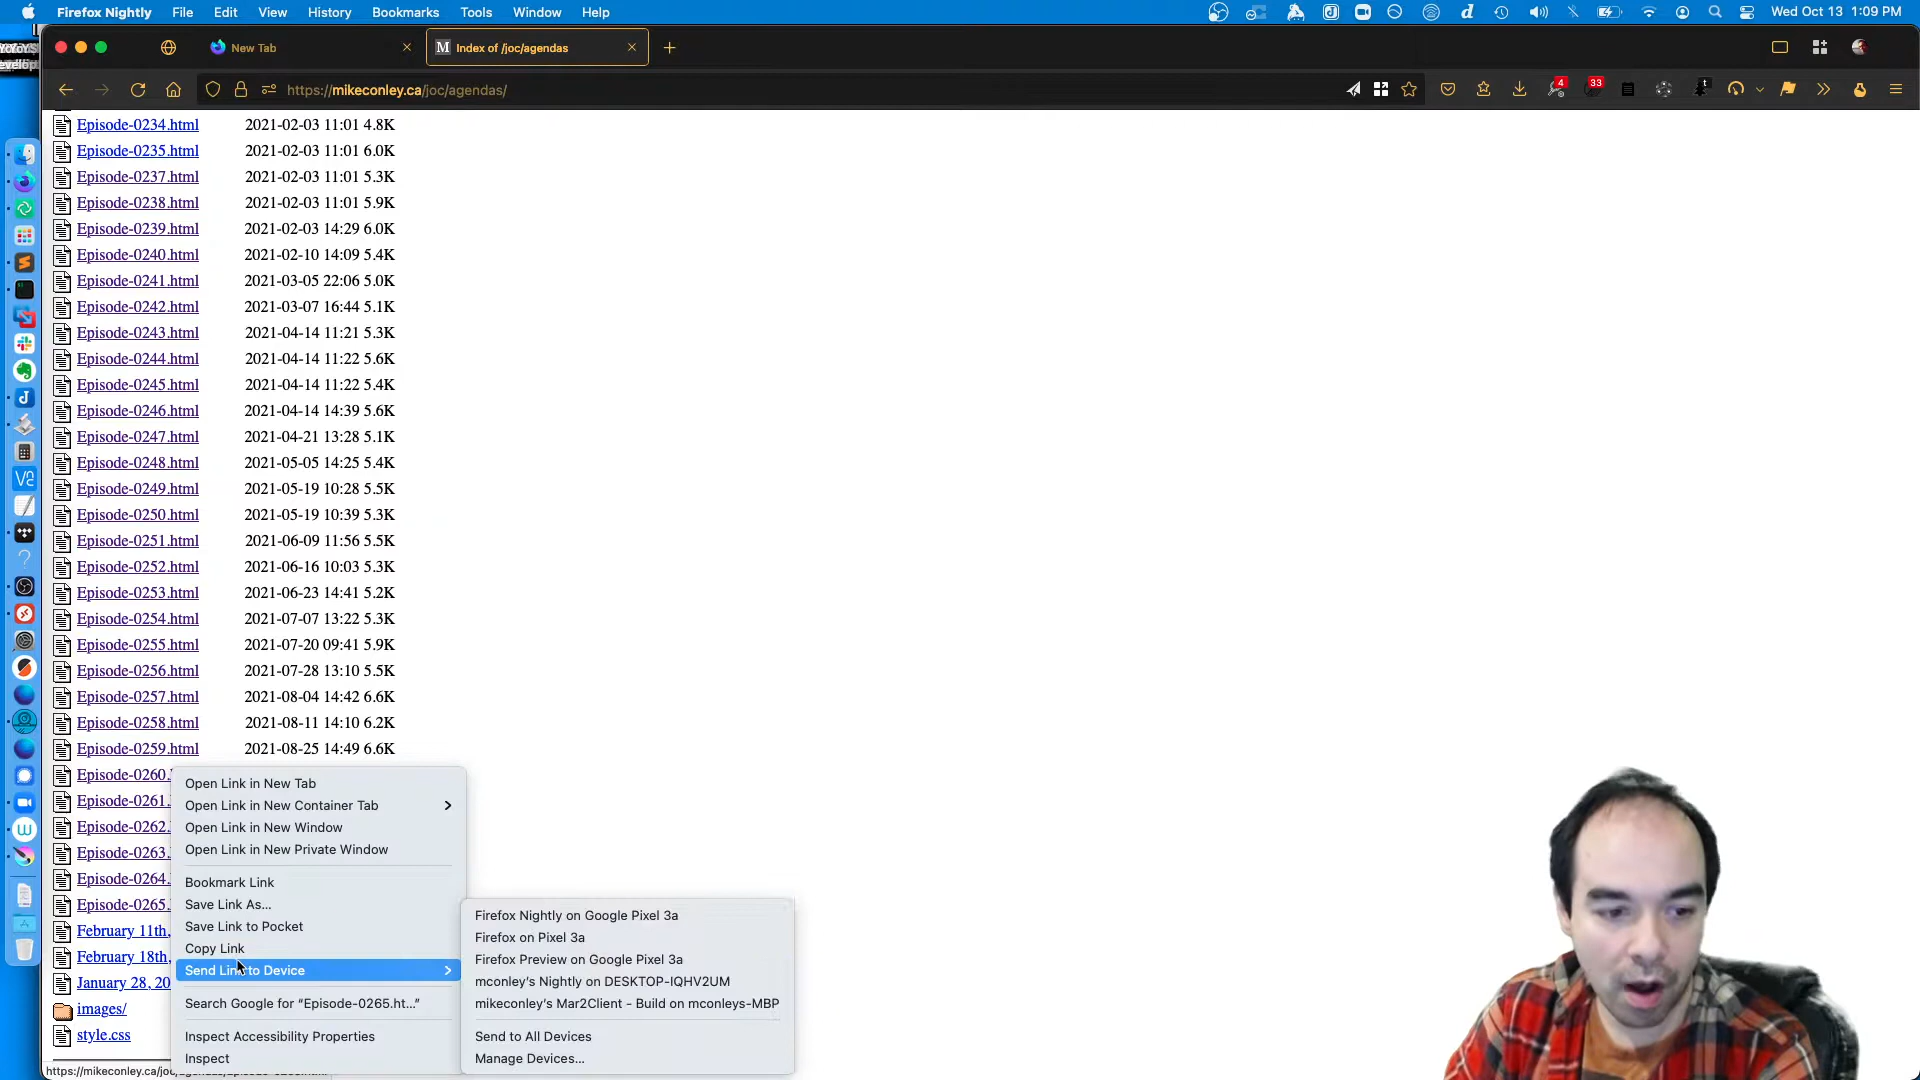 Firefox Nightly File Edit View History Bookmarks Tools Window Help Wed Oct 13 1:09 PM
New Tab Index of /joc/agendas
https://mikeconley.ca/joc/agendas/ 4 33
Episode-0234.html 2021-02-03 11:01 4.8K
Episode-0235.html 2021-02-03 11:01 6.0K
Episode-0237.html 2021-02-03 11:01 5.3K
Episode-0238.html 2021-02-03 11:01 5.9K
Episode-0239.html 2021-02-03 14:29 6.0K
Episode-0240.html 2021-02-10 14:09 5.4K
Episode-0241.html 2021-03-05 22:06 5.0K
Episode-0242.html 2021-03-07 16:44 5.1K
Episode-0243.html 2021-04-14 11:21 5.3K
Episode-0244.html 2021-04-14 11:22 5.6K
Episode-0245.html 2021-04-14 11:22 5.4K
Episode-0246.html 2021-04-14 14:39 5.6K
Episode-0247.html 2021-04-21 13:28 5.1K
Episode-0248.html 2021-05-05 14:25 5.4K
Episode-0249.html 2021-05-19 10:28 5.5K
Episode-0250.html 2021-05-19 10:39 5.3K
Episode-0251.html 2021-06-09 11:56 5.5K
Episode-0252.html 2021-06-16 10:03 5.3K
Episode-0253.html 2021-06-23 14:41 5.2K
Episode-0254.html 2021-07-07 13:22 5.3K
Episode-0255.html 2021-07-20 09:41 5.9K
Episode-0256.html 2021-07-28 13:10 5.5K
Episode-0257.html 2021-08-04 14:42 6.6K
Episode-0258.html 2021-08-11 14:10 6.2K
Episode-0259.html 2021-08-25 14:49 6.6K
Episode-0260.
Episode-0261.
Episode-0262.
Episode-0263.
Episode-0264.
Episode-0265.
February 11th,
February 18th,
January 28, 20
images/
style.css
Open Link in New Tab
Open Link in New Container Tab
Open Link in New Window
Open Link in New Private Window
Bookmark Link
Save Link As...
Save Link to Pocket
Copy Link
Send Link to Device
Search Google for “Episode-0265.ht...”
Inspect Accessibility Properties
Inspect
Firefox Nightly on Google Pixel 3a
Firefox on Pixel 3a
Firefox Preview on Google Pixel 3a
mconley's Nightly on DESKTOP-IQHV2UM
mikeconley's Mar2Client - Build on mconleys-MBP
Send to All Devices
Manage Devices...